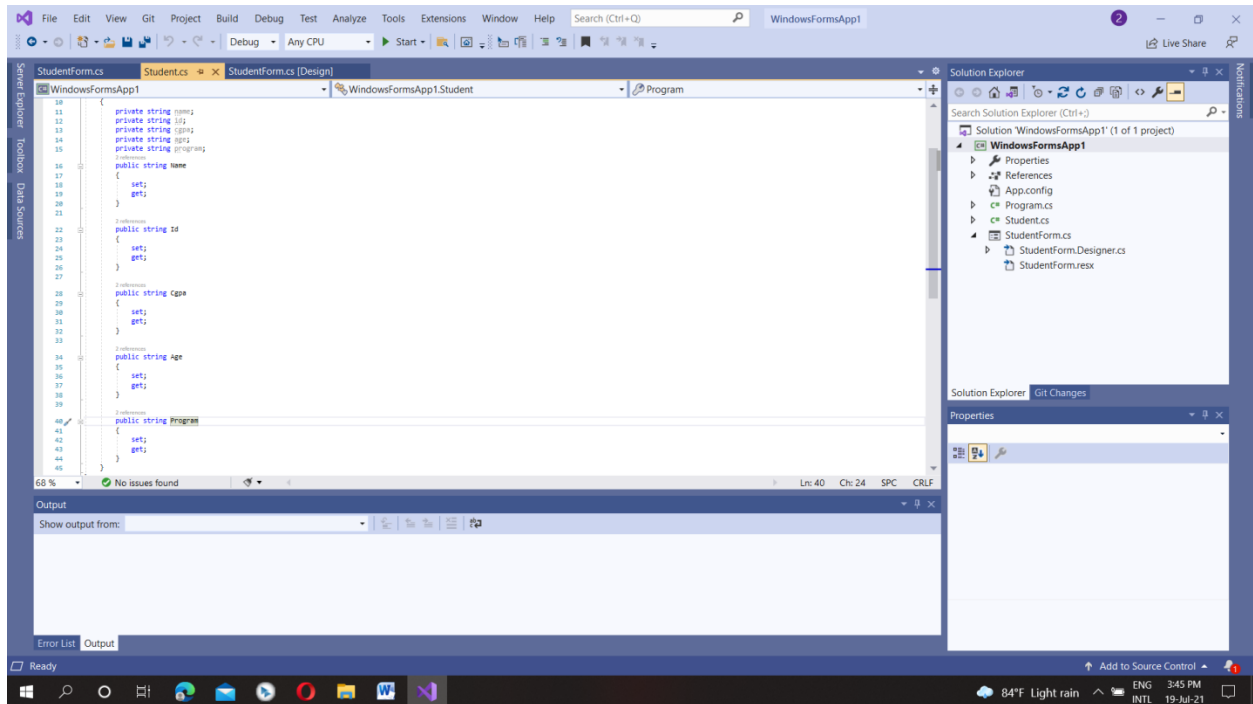 File Edit View Git Project Build Debug Test Analyze Tools Extensions Window Help Search (Ctrl+Q) WindowsFormsApp1 2
Debug Any CPU Start Live Share
Server Explorer
Toolbox
Data Sources
StudentForm.cs Student.cs StudentForm.cs [Design]
WindowsFormsApp1 WindowsFormsApp1.Student Program
10 {
11 private string name;
12 private string id;
13 private string cgpa;
14 private string age;
15 private string program;
2 references
16 public string Name
17 {
18 set;
19 get;
20 }
21
2 references
22 public string Id
23 {
24 set;
25 get;
26 }
27
2 references
28 public string Cgpa
29 {
30 set;
31 get;
32 }
33
2 references
34 public string Age
35 {
36 set;
37 get;
38 }
39
2 references
40 public string Program
41 {
42 set;
43 get;
44 }
45 }
68 % No issues found Ln: 40 Ch: 24 SPC CRLF
Output
Show output from:
Error List Output
Solution Explorer
Search Solution Explorer (Ctrl+;)
Solution 'WindowsFormsApp1' (1 of 1 project)
WindowsFormsApp1
Properties
References
App.config
C# Program.cs
C# Student.cs
StudentForm.cs
StudentForm.Designer.cs
StudentForm.resx
Solution Explorer Git Changes
Properties
Notifications
Ready Add to Source Control 1
84°F Light rain ENG 3:45 PM
INTL 19-Jul-21